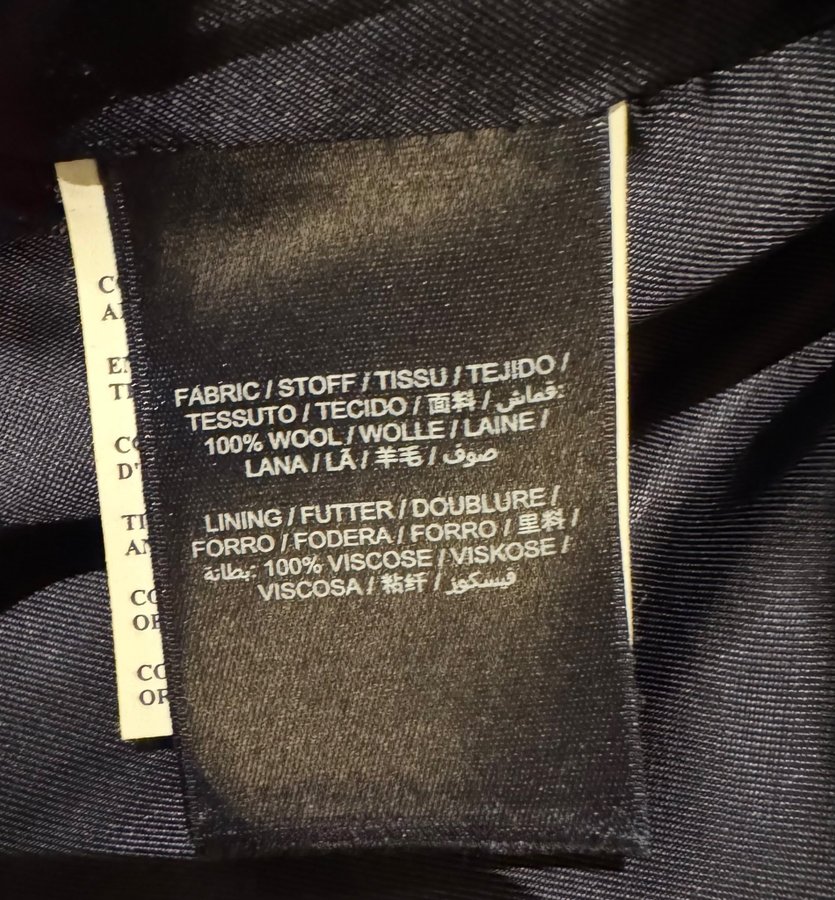 FABRIC / STOFF / TISSU / TEJIDO /
TESSUTO / TECIDO / 面料 / قماش:
100% WOOL / WOLLE / LAINE /
LANA / LÃ / 羊毛 / صوف
LINING / FUTTER / DOUBLURE /
FORRO / FODERA / FORRO / 里料 /
بطانة: 100% VISCOSE / VISKOSE /
VISCOSA / 粘纤 / فيسكوز